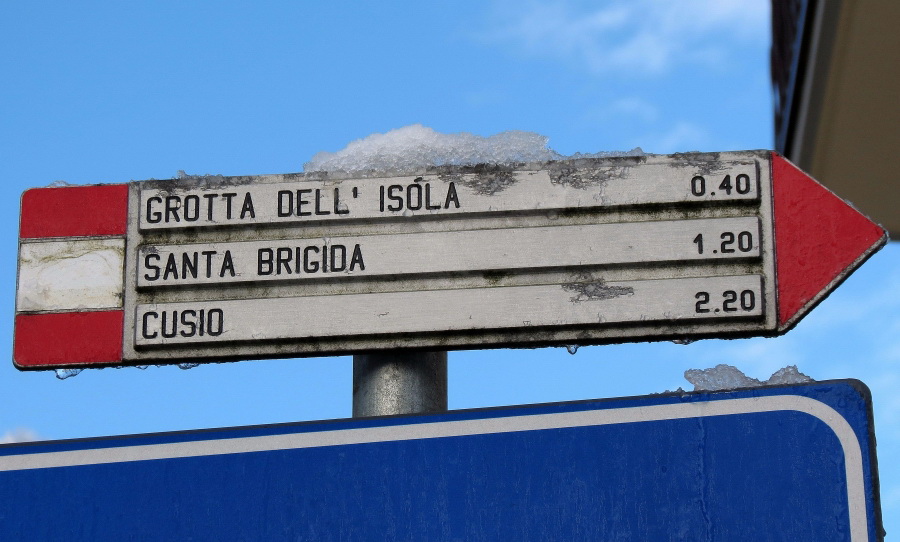 GROTTA DELL' ISÓLA 0.40
SANTA BRIGIDA 1.20
CUSIO 2.20